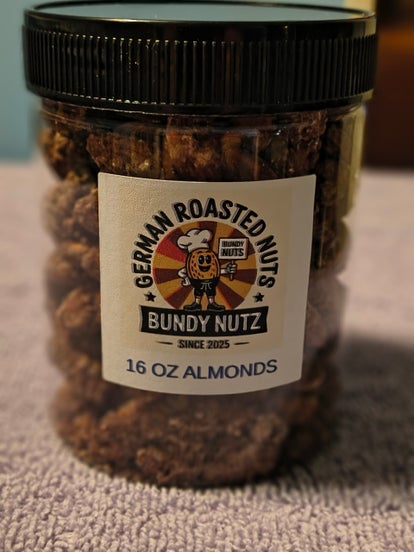 GERMAN ROASTED NUTS
BUNDY
NUTS
BUNDY NUTZ
SINCE 2025
16 OZ ALMONDS